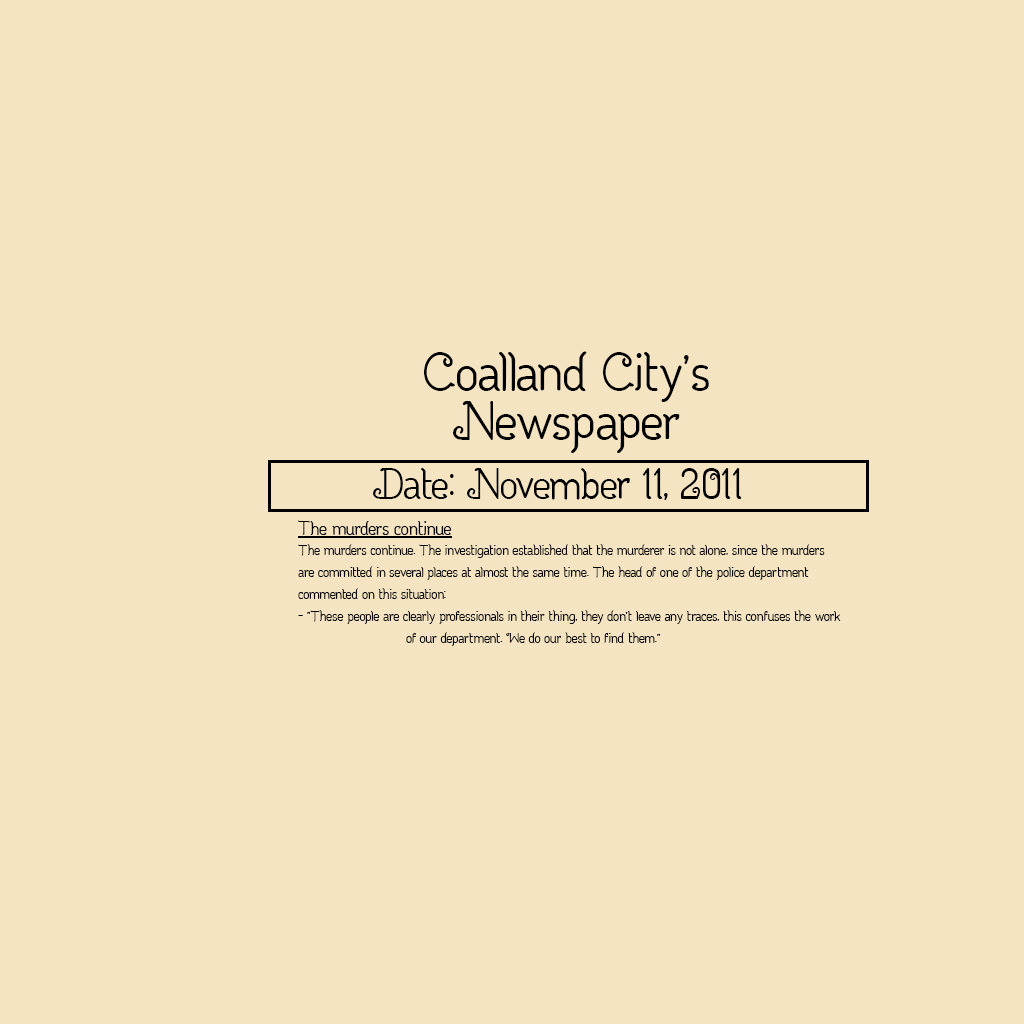 Coalland City's
Newspaper
Date: November 11, 2011
The murders continue
The murders continue. The investigation established that the murderer is not alone, since the murders
are committed in several places at almost the same time. The head of one of the police department
commented on this situation:
- "These people are clearly professionals in their thing, they don't leave any traces, this confuses the work
of our department. "We do our best to find them."